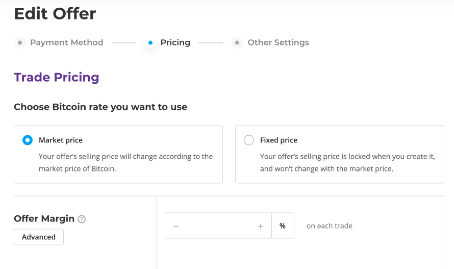 Edit Offer
Payment Method Pricing Other Settings
Trade Pricing
Choose Bitcoin rate you want to use
Market price
Your offer's selling price will change according to the
market price of Bitcoin.
Fixed price
Your offer's selling price is locked when you create it,
and won't change with the market price.
Offer Margin ?
Advanced
− + % on each trade